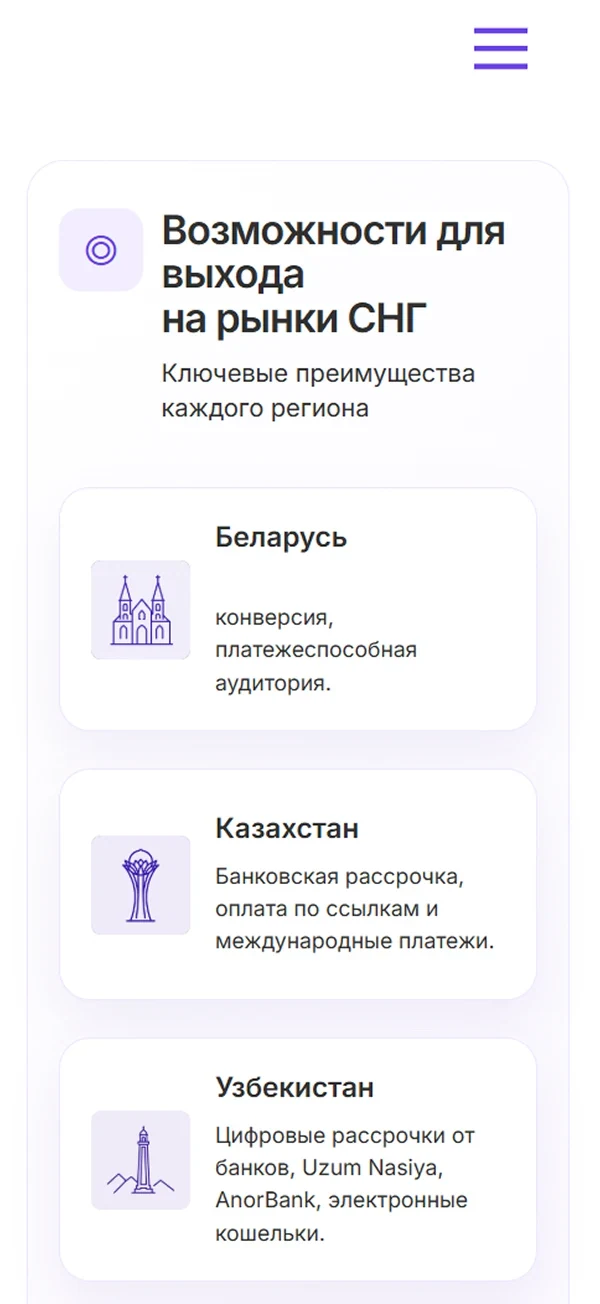 Возможности для
выхода
на рынки СНГ
Ключевые преимущества
каждого региона
Беларусь
конверсия,
платежеспособная
аудитория.
Казахстан
Банковская рассрочка,
оплата по ссылкам и
международные платежи.
Узбекистан
Цифровые рассрочки от
банков, Uzum Nasiya,
AnorBank, электронные
кошельки.